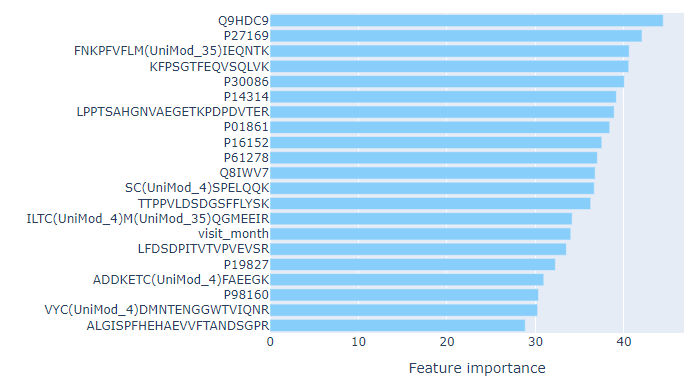 Q9HDC9
P27169
FNKPFVFLM(UniMod_35)IEQNTK
KFPSGTFEQVSQLVK
P30086
P14314
LPPTSAHGNVAEGETKPDPDVTER
P01861
P16152
P61278
Q8IWV7
SC(UniMod_4)SPELQQK
TTPPVLDSDGSFFLYSK
ILTC(UniMod_4)M(UniMod_35)QGMEEIR
visit_month
LFDSDPITVTVPVEVSR
P19827
ADDKETC(UniMod_4)FAEEGK
P98160
VYC(UniMod_4)DMNTENGGWTVIQNR
ALGISPFHEHAEVVFTANDSGPR
0 10 20 30 40
Feature importance